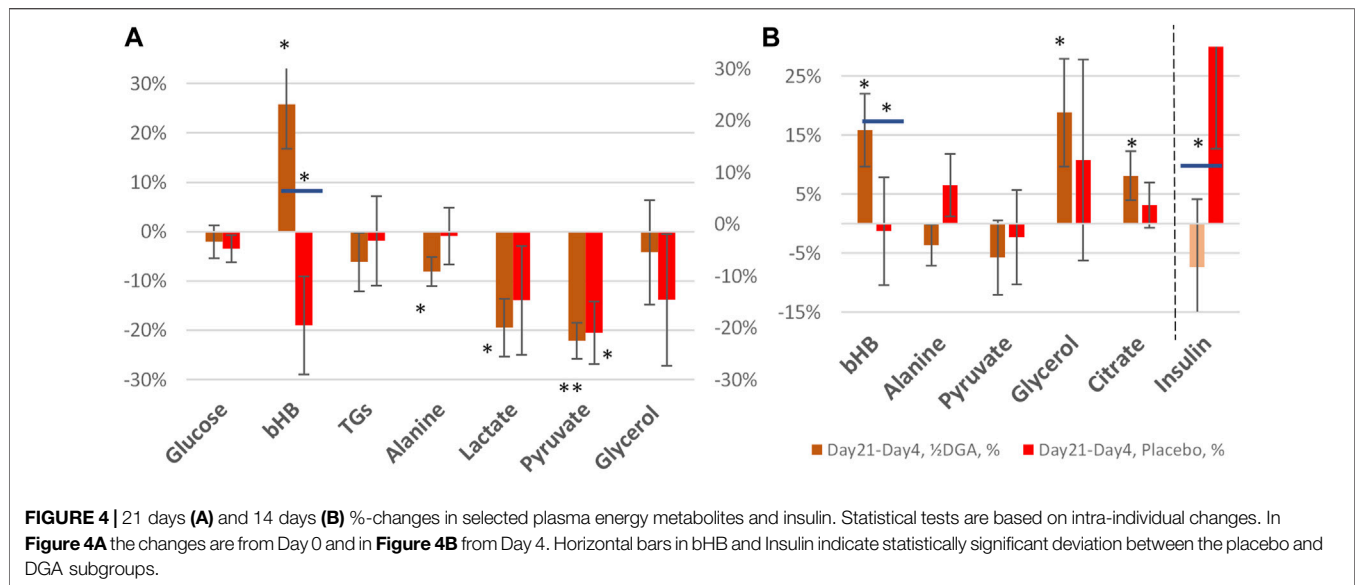 A
*
30%
20%
10%
0%
-10%
-20%
-30%
*
*
*
**
*
Glucose
bHB
TGs
Alanine
Lactate
Pyruvate
Glycerol
30%
20%
10%
0%
-10%
-20%
-30%
B
25%
15%
5%
-5%
-15%
*
*
*
*
*
bHB
Alanine
Pyruvate
Glycerol
Citrate
Insulin
Day21-Day4, ½DGA, %
Day21-Day4, Placebo, %
FIGURE 4 | 21 days (A) and 14 days (B) %-changes in selected plasma energy metabolites and insulin. Statistical tests are based on intra-individual changes. In
Figure 4A the changes are from Day 0 and in Figure 4B from Day 4. Horizontal bars in bHB and Insulin indicate statistically significant deviation between the placebo and
DGA subgroups.